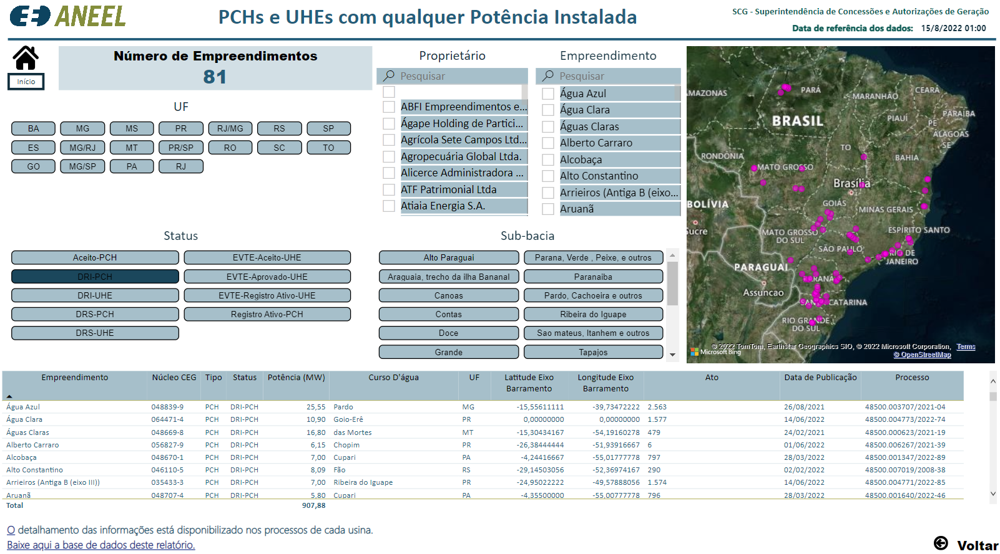 ANEEL
PCHs e UHEs com qualquer Potência Instalada
SCG - Superintendência de Concessões e Autorizações de Geração
Data de referência dos dados: 15/8/2022 01:00
Início
Número de Empreendimentos
81
UF
BA MG MS PR RJ/MG RS SP
ES MG/RJ MT PR/SP RO SC TO
GO MG/SP PA RJ
Proprietário
Pesquisar
ABFI Empreendimentos e...
Ágape Holding de Partici...
Agrícola Sete Campos Ltd...
Agropecuária Global Ltda.
Alicerce Administradora ...
ATF Patrimonial Ltda
Atiaia Energia S.A.
Empreendimento
Pesquisar
Água Azul
Água Clara
Águas Claras
Alberto Carraro
Alcobaça
Alto Constantino
Arrieiros (Antiga B (eixo...
Aruanã
Status
Aceito-PCH EVTE-Aceito-UHE
DRI-PCH EVTE-Aprovado-UHE
DRI-UHE EVTE-Registro Ativo-UHE
DRS-PCH Registro Ativo-PCH
DRS-UHE
Sub-bacia
Alto Paraguai Parana, Verde , Peixe, e outros
Araguaia, trecho da ilha Bananal Paranaiba
Canoas Pardo, Cachoeira e outros
Contas Ribeira do Iguape
Doce Sao mateus, Itanhem e outros
Grande Tapajos
AMAZONAS
PARÁ
MARANHÃO
CEARÁ
BRASIL
PIAUÍ
PARAÍBA
PE
ALAGOAS
SE
TO
RONDÔNIA
BAHIA
MATO GROSSO
Brasília
BOLÍVIA
GOIÁS
MINAS GERAIS
Sucre
MATO GROSSO
DO SUL
ESPÍRITO SANTO
SÃO PAULO
RIO DE
JANEIRO
PARAGUAI
PARANÁ
Assuncao
SANTA CATARINA
RIO GRANDE
DO SUL
© 2022 TomTom, Earthstar Geographics SIO, © 2022 Microsoft Corporation, Terms
Microsoft Bing
© OpenStreetMap
Empreendimento Núcleo CEG Tipo Status Potência (MW) Curso D'água UF Latitude Eixo Barramento Longitude Eixo Barramento Ato Data de Publicação Processo
Água Azul 048839-9 PCH DRI-PCH 25,55 Pardo MG -15,55611111 -39,73472222 2.563 26/08/2021 48500.003707/2021-04
Água Clara 064471-4 PCH DRI-PCH 10,90 Goio-Erê PR 0,00000000 0,00000000 1.577 14/06/2022 48500.004773/2022-74
Águas Claras 048669-8 PCH DRI-PCH 16,80 das Mortes MT -15,30434167 -54,19160278 479 24/02/2021 48500.000623/2021-19
Alberto Carraro 056827-9 PCH DRI-PCH 6,15 Chopim PR -26,38444444 -51,93916667 6 01/06/2022 48500.006267/2021-39
Alcobaça 048670-1 PCH DRI-PCH 7,00 Cupari PA -4,24416667 -55,01777778 797 28/03/2022 48500.001347/2022-89
Alto Constantino 046110-5 PCH DRI-PCH 8,09 Fão RS -29,14503056 -52,36974167 290 02/02/2022 48500.007019/2008-38
Arrieiros (Antiga B (eixo III)) 035433-3 PCH DRI-PCH 7,00 Ribeira do Iguape PR -24,95022222 -49,57888056 1.574 14/06/2022 48500.004771/2022-85
Aruanã 048707-4 PCH DRI-PCH 5,80 Cupari PA -4,35500000 -55,00777778 796 28/03/2022 48500.001640/2022-46
Total 907,88
O detalhamento das informações está disponibilizado nos processos de cada usina.
Baixe aqui a base de dados deste relatório.
Voltar